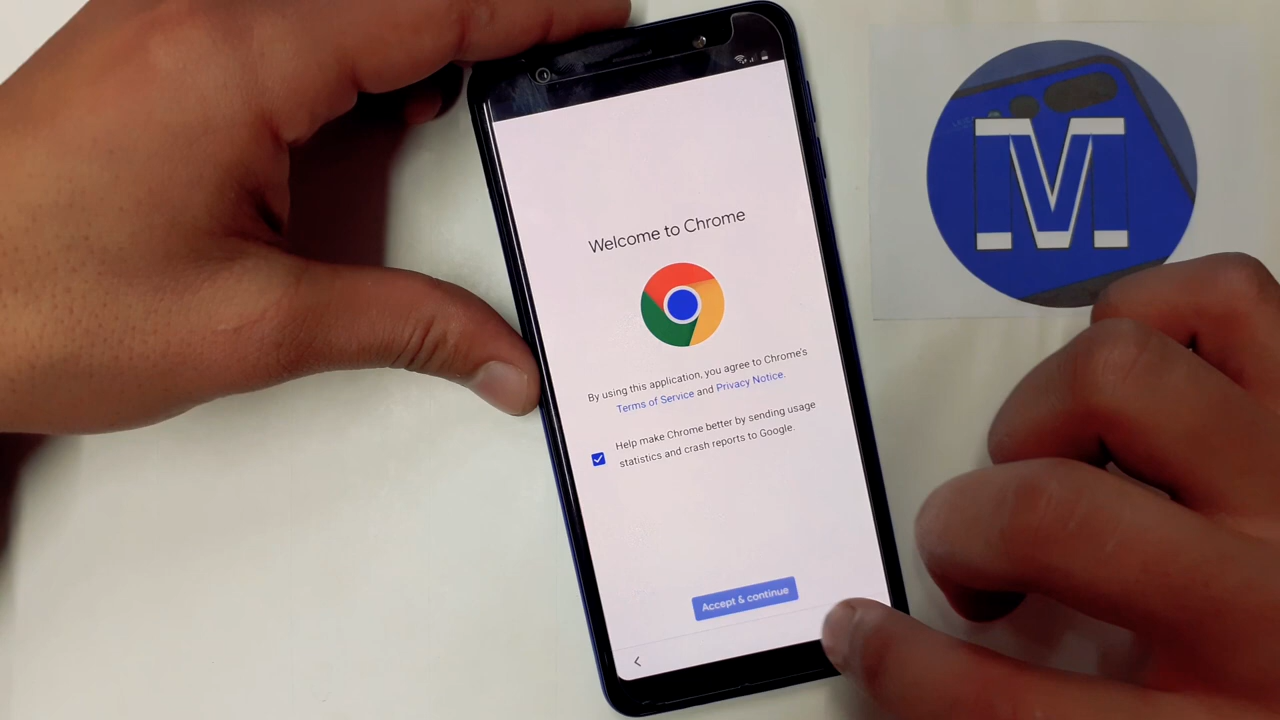 Welcome to Chrome
By using this application, you agree to Chrome's
Terms of Service and Privacy Notice.
Help make Chrome better by sending usage
statistics and crash reports to Google.
Accept & continue
M